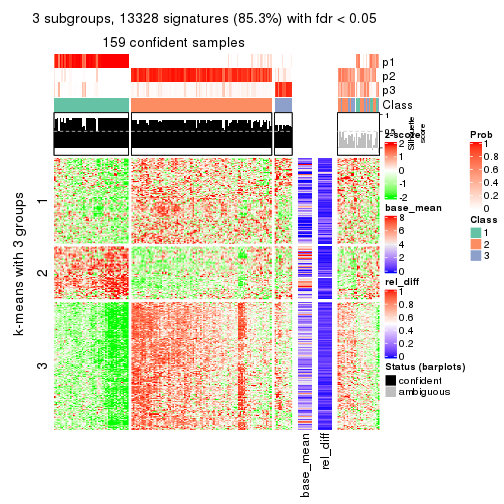 3 subgroups, 13328 signatures (85.3%) with fdr < 0.05
159 confident samples
p1
p2
p3
Class
1
0.5
Silhouette
score
k-means with 3 groups
1
2
3
base_mean
rel_diff
z-score
2
1
0
-1
-2
base_mean
8
6
4
2
0
rel_diff
1
0.8
0.6
0.4
0.2
0
Status (barplots)
confident
ambiguous
Prob
1
0.8
0.6
0.4
0.2
0
Class
1
2
3